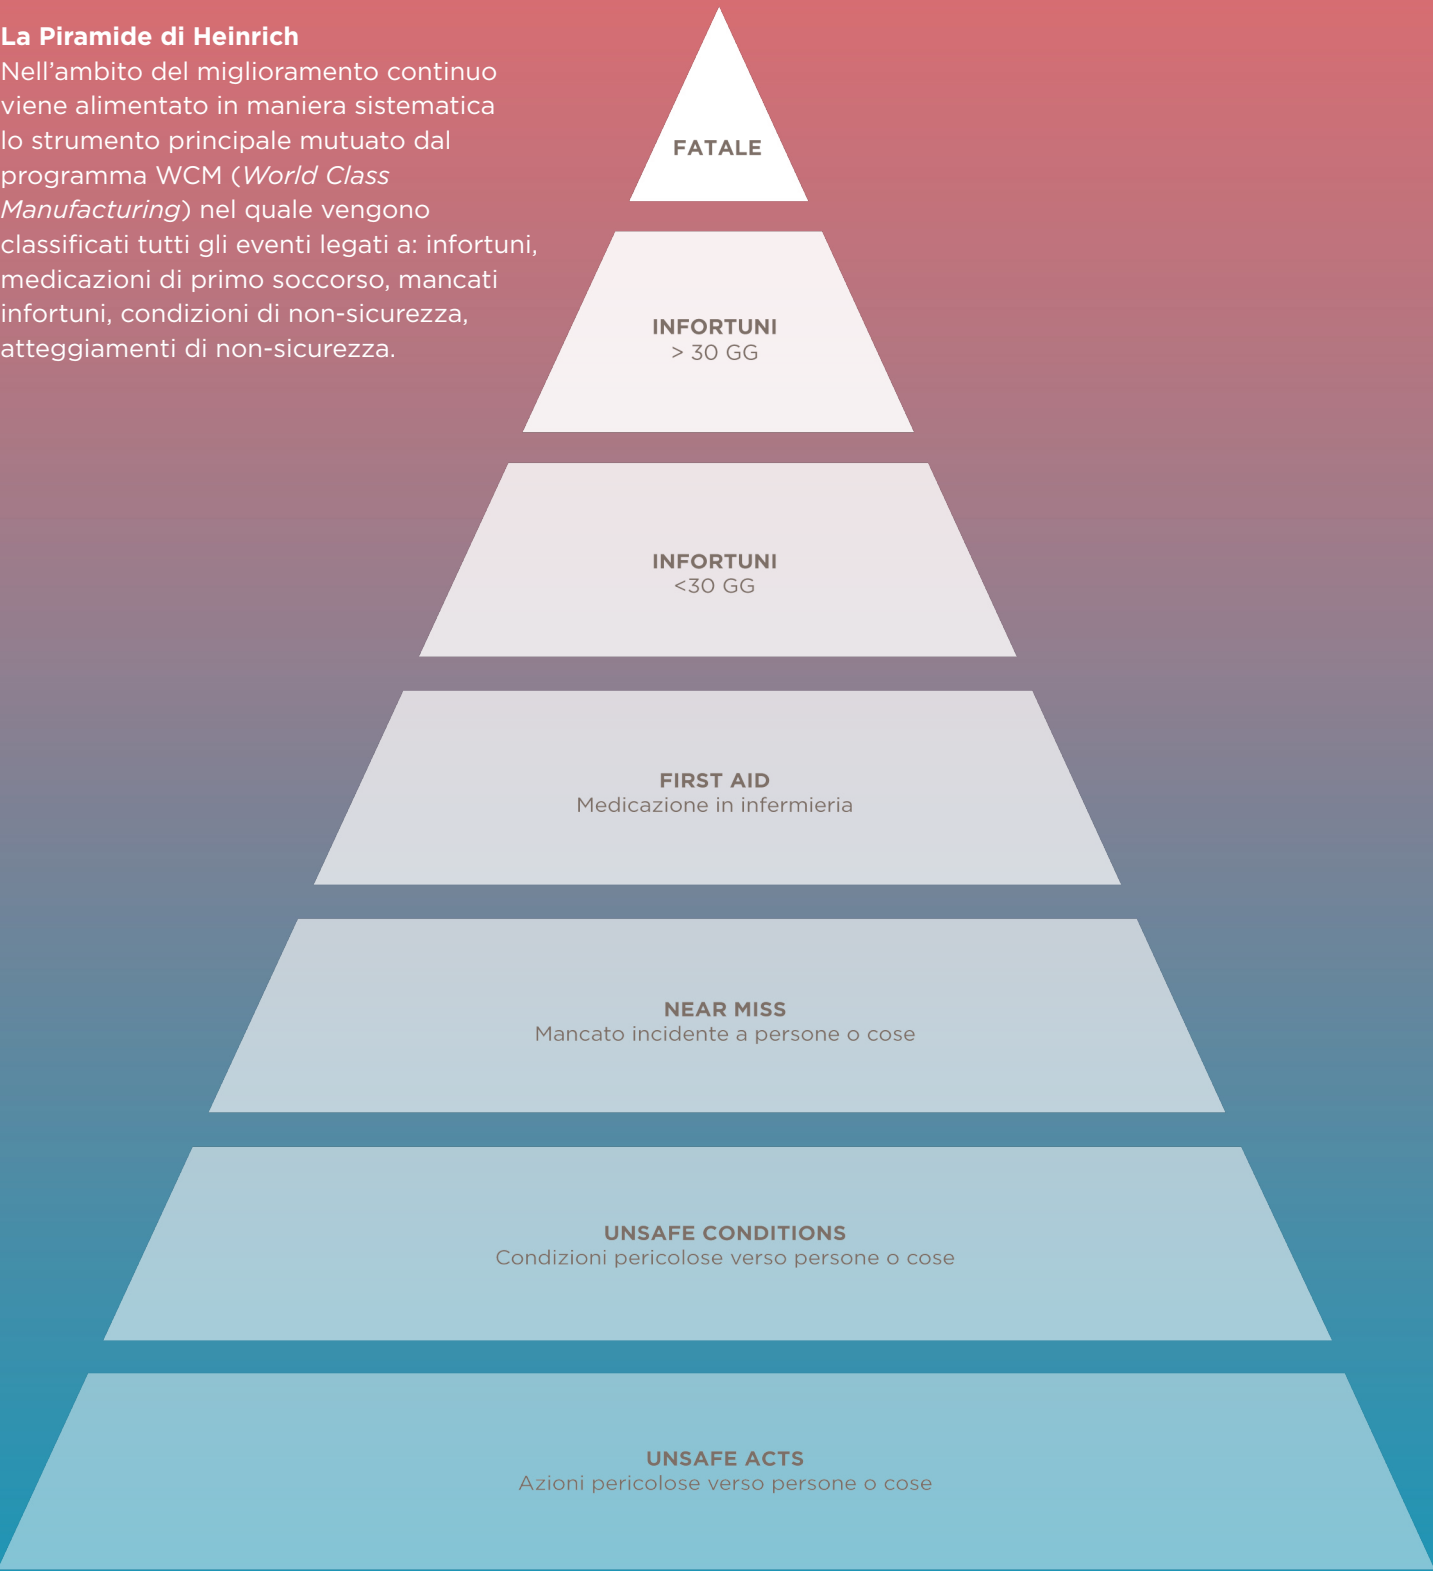 La Piramide di Heinrich
Nell’ambito del miglioramento continuo
viene alimentato in maniera sistematica
lo strumento principale mutuato dal
programma WCM (World Class
Manufacturing) nel quale vengono
classificati tutti gli eventi legati a: infortuni,
medicazioni di primo soccorso, mancati
infortuni, condizioni di non-sicurezza,
atteggiamenti di non-sicurezza.
FATALE
INFORTUNI
> 30 GG
INFORTUNI
<30 GG
FIRST AID
Medicazione in infermieria
NEAR MISS
Mancato incidente a persone o cose
UNSAFE CONDITIONS
Condizioni pericolose verso persone o cose
UNSAFE ACTS
Azioni pericolose verso persone o cose